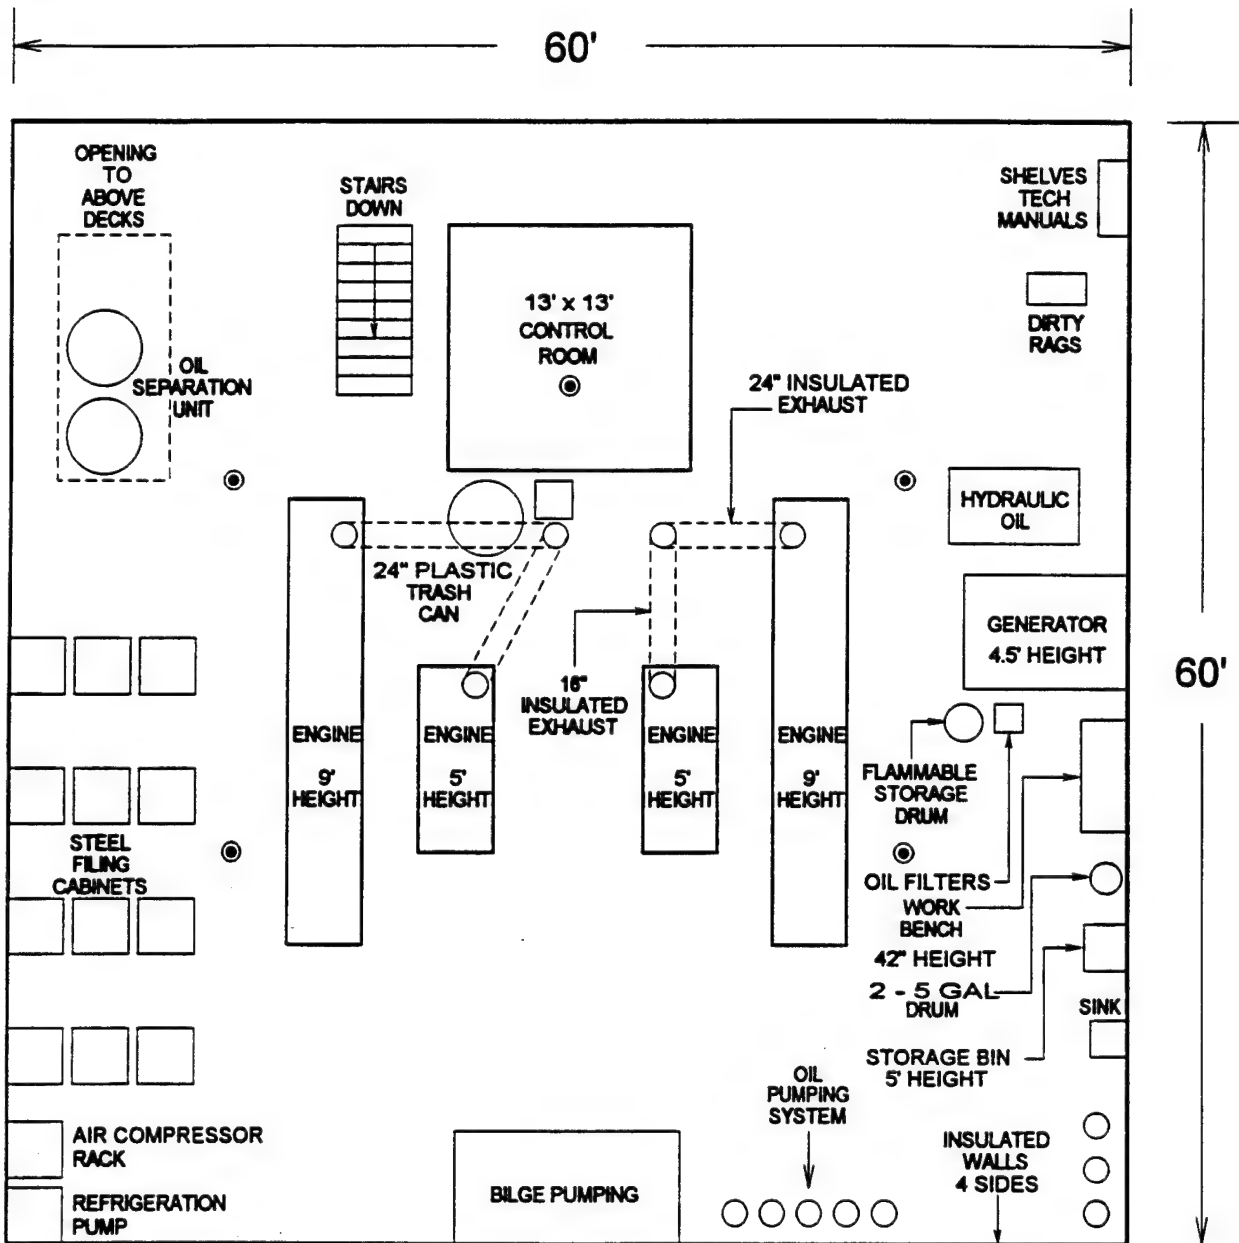 60'
OPENING
TO
ABOVE
DECKS
STAIRS
DOWN
SHELVES
TECH
MANUALS
13' x 13'
CONTROL
ROOM
DIRTY
RAGS
OIL
SEPARATION
UNIT
24" INSULATED
EXHAUST
HYDRAULIC
OIL
24" PLASTIC
TRASH
CAN
GENERATOR
4.5' HEIGHT
60'
16"
INSULATED
EXHAUST
ENGINE
9'
HEIGHT
ENGINE
5'
HEIGHT
ENGINE
5'
HEIGHT
ENGINE
9'
HEIGHT
FLAMMABLE
STORAGE
DRUM
STEEL
FILING
CABINETS
OIL FILTERS
WORK
BENCH
42" HEIGHT
2 - 5 GAL
DRUM
SINK
STORAGE BIN
5' HEIGHT
OIL
PUMPING
SYSTEM
AIR COMPRESSOR
RACK
INSULATED
WALLS
4 SIDES
REFRIGERATION
PUMP
BILGE PUMPING